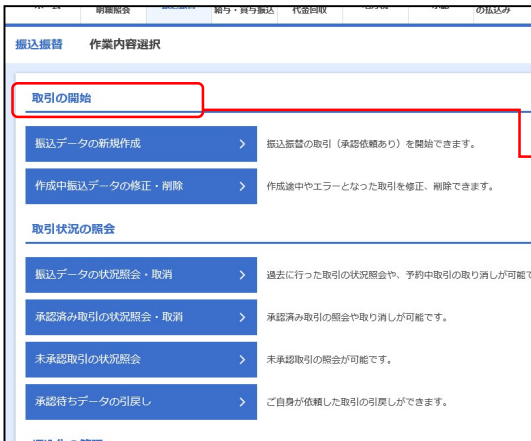 明細照会
給与・賞与振込
代金回収
の払込み
振込振替 作業内容選択
取引の開始
振込データの新規作成
振込振替の取引（承認依頼あり）を開始できます。
作成中振込データの修正・削除
作成途中やエラーとなった取引を修正、削除できます。
取引状況の照会
振込データの状況照会・取消
過去に行った取引の状況照会や、予約中取引の取り消しが可能で
承認済み取引の状況照会・取消
承認済み取引の照会や取り消しが可能です。
未承認取引の状況照会
未承認取引の照会が可能です。
承認待ちデータの引戻し
ご自身が依頼した取引の引戻しができます。